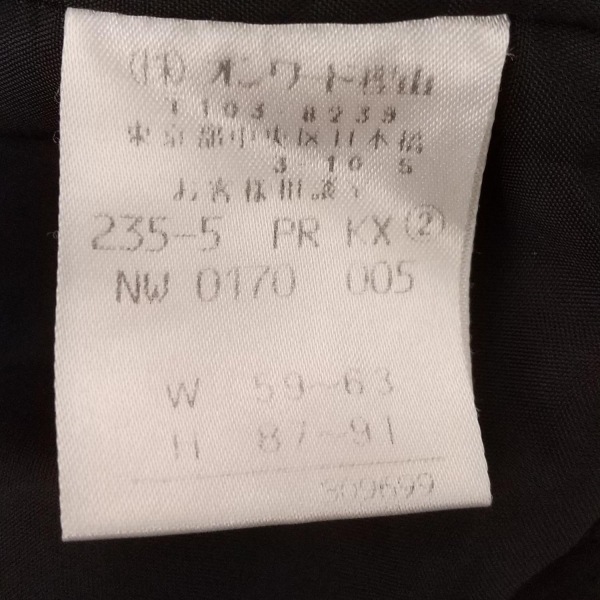 (株)オンワード樫山
〒103 8239
東京都中央区日本橋
3 10 5
お客様相談
235-5 PR KX②
NW 0170 005
W 59~63
H 87~91
309699